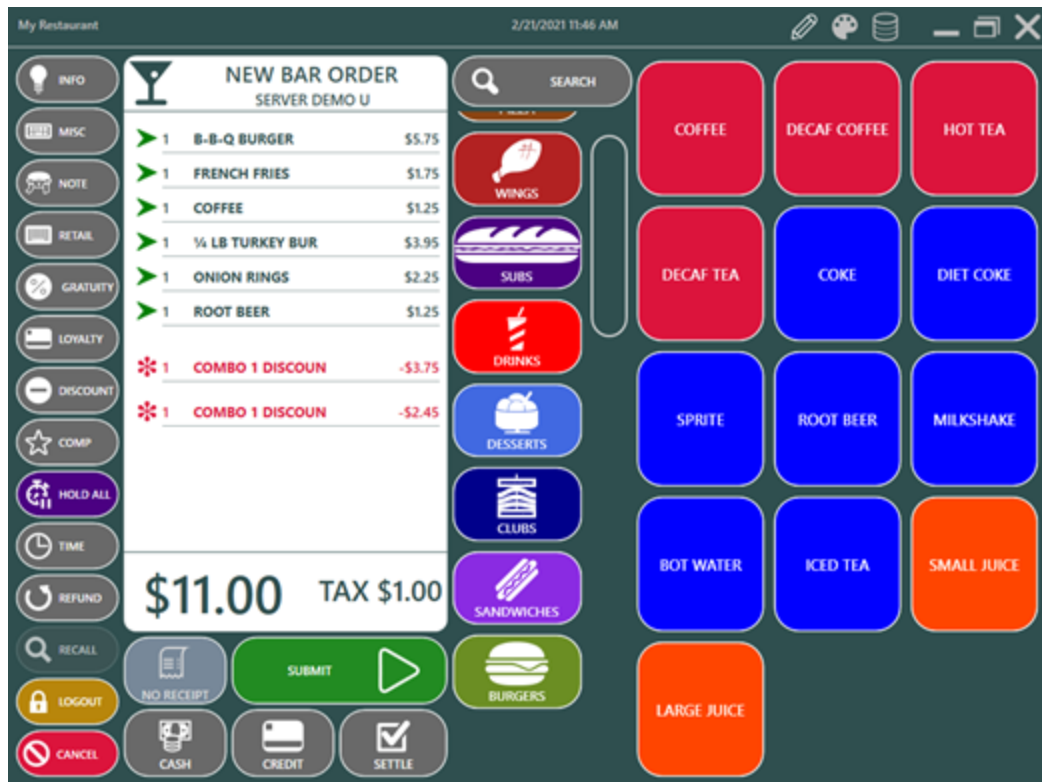 My Restaurant
2/21/2021 11:46 AM
INFO
MISC
NOTE
RETAIL
GRATUITY
LOYALTY
DISCOUNT
COMP
HOLD ALL
TIME
REFUND
RECALL
LOGOUT
CANCEL
NEW BAR ORDER
SERVER DEMO U
1 B-B-Q BURGER $5.75
1 FRENCH FRIES $1.75
1 COFFEE $1.25
1 ¼ LB TURKEY BUR $3.95
1 ONION RINGS $2.25
1 ROOT BEER $1.25
1 COMBO 1 DISCOUN -$3.75
1 COMBO 1 DISCOUN -$2.45
$11.00 TAX $1.00
NO RECEIPT
SUBMIT
CASH
CREDIT
SETTLE
SEARCH
WINGS
SUBS
DRINKS
DESSERTS
CLUBS
SANDWICHES
BURGERS
COFFEE
DECAF COFFEE
HOT TEA
DECAF TEA
COKE
DIET COKE
SPRITE
ROOT BEER
MILKSHAKE
BOT WATER
ICED TEA
SMALL JUICE
LARGE JUICE